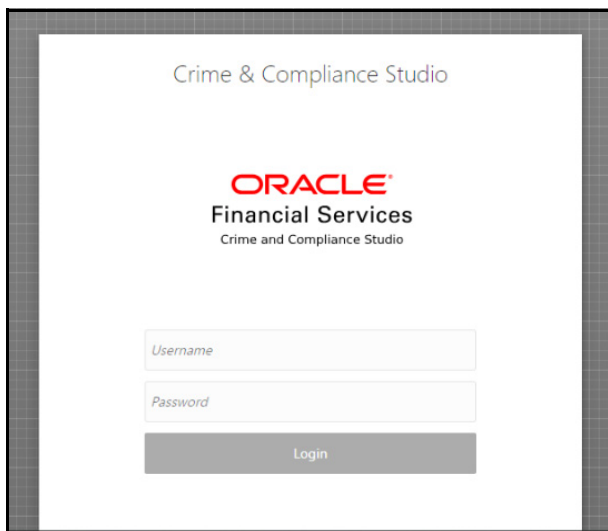 Crime & Compliance Studio
ORACLE®
Financial Services
Crime and Compliance Studio
Username
Password
Login